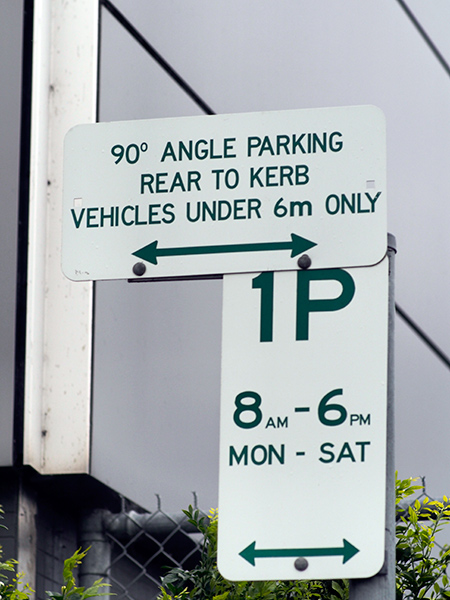 90° ANGLE PARKING
REAR TO KERB
VEHICLES UNDER 6m ONLY
1P
8AM - 6PM
MON - SAT